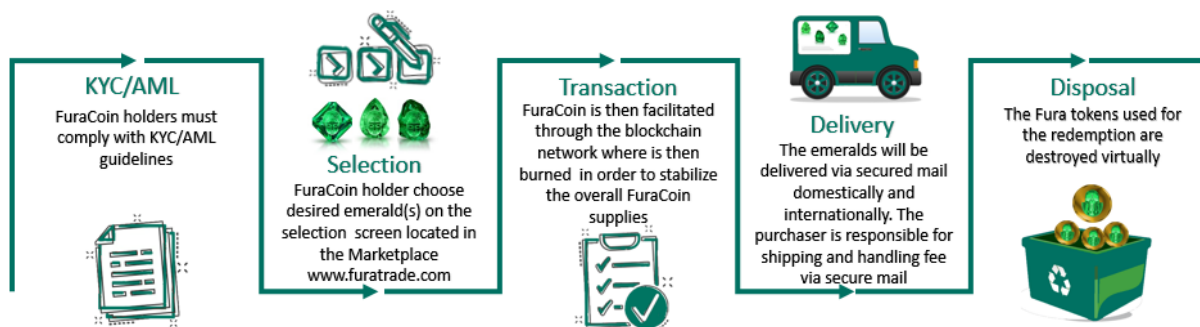 KYC/AML
FuraCoin holders must
comply with KYC/AML
guidelines
Selection
FuraCoin holder choose
desired emerald(s) on the
selection screen located in
the Marketplace
www.furatrade.com
Transaction
FuraCoin is then facilitated
through the blockchain
network where is then
burned in order to stabilize
the overall FuraCoin
supplies
Delivery
The emeralds will be
delivered via secured mail
domestically and
internationally. The
purchaser is responsible for
shipping and handling fee
via secure mail
Disposal
The Fura tokens used for
the redemption are
destroyed virtually